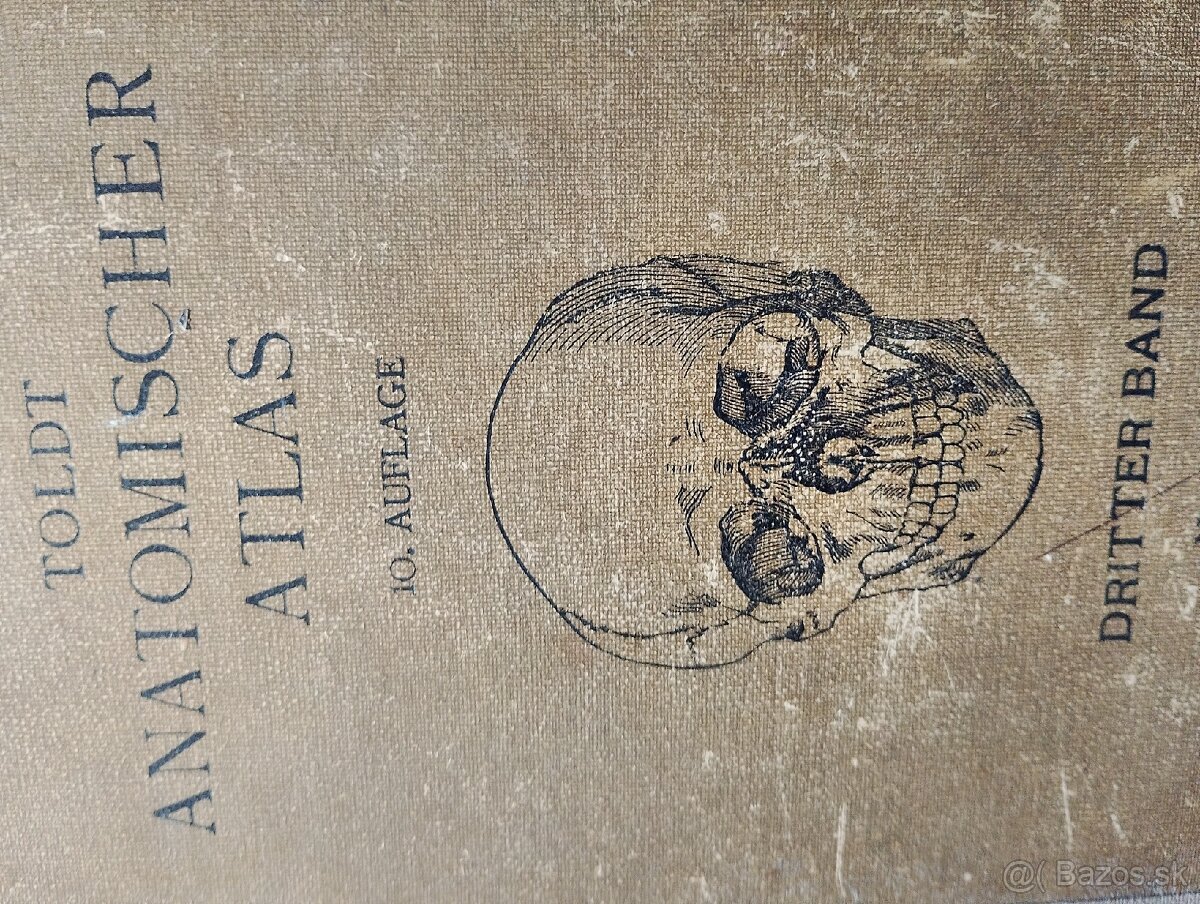 TOLDT
ANATOMISCHER
ATLAS
10. AUFLAGE
DRITTER BAND
@( Bazos.sk